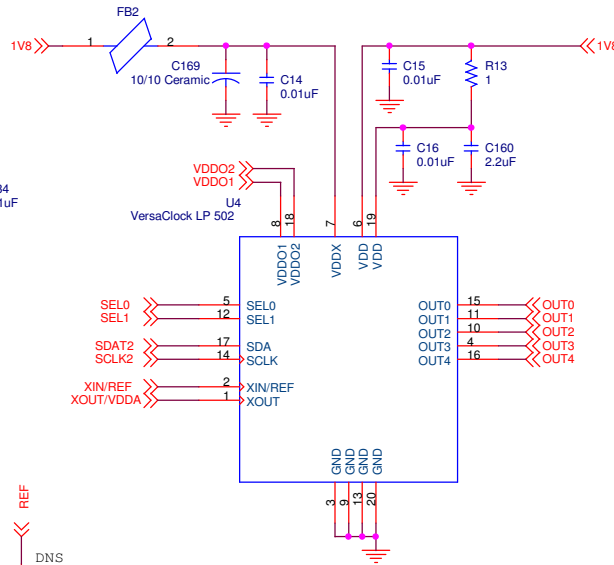 FB2
1V8 1 2 1V8
C169
10/10 Ceramic
C14
0.01uF
C15
0.01uF
R13
1
C16
0.01uF
C160
2.2uF
VDDO2
VDDO1
U4
VersaClock LP 502
8 18 7 6 19
VDDO1 VDDO2 VDDX VDD VDD
SEL0 5 SEL0 OUT0 15 OUT0
SEL1 12 SEL1 OUT1 11 OUT1
OUT2 10 OUT2
SDAT2 17 SDA OUT3 4 OUT3
SCLK2 14 SCLK OUT4 16 OUT4
XIN/REF 2 XIN/REF
XOUT/VDDA 1 XOUT
GND GND GND GND
3 9 13 20
REF
DNS